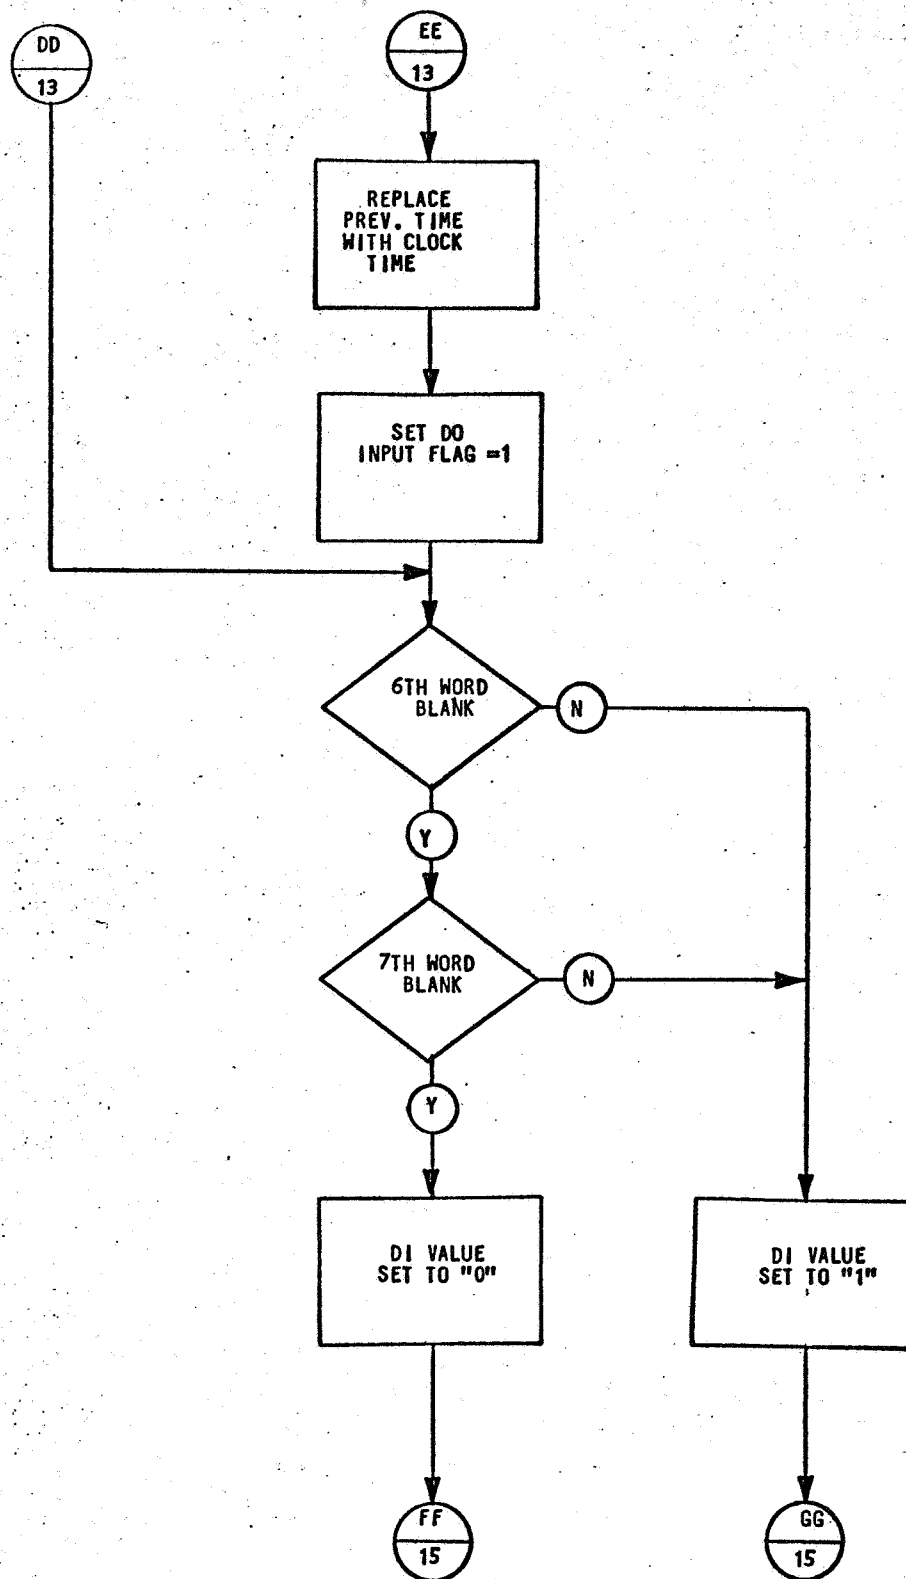 DD
13
EE
13
REPLACE
PREV. TIME
WITH CLOCK
TIME
SET DO
INPUT FLAG =1
6TH WORD
BLANK
N
Y
7TH WORD
BLANK
N
Y
DI VALUE
SET TO "0"
DI VALUE
SET TO "1"
FF
15
GG
15